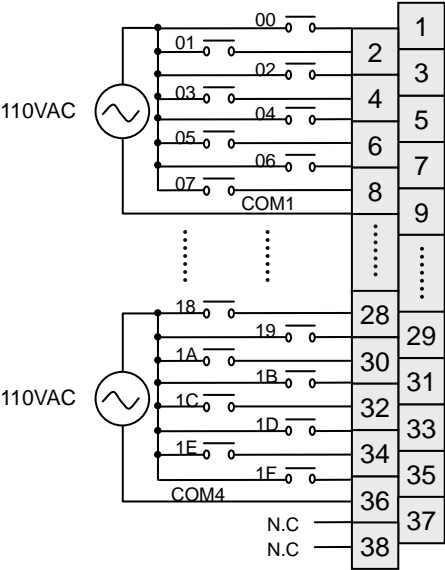 00 1
01 2
02 3
03 4
110VAC
04 5
05 6
06 7
07 8
COM1 9
18 28
19 29
1A 30
1B 31
110VAC
1C 32
1D 33
1E 34
1F 35
COM4 36
N.C 37
N.C 38